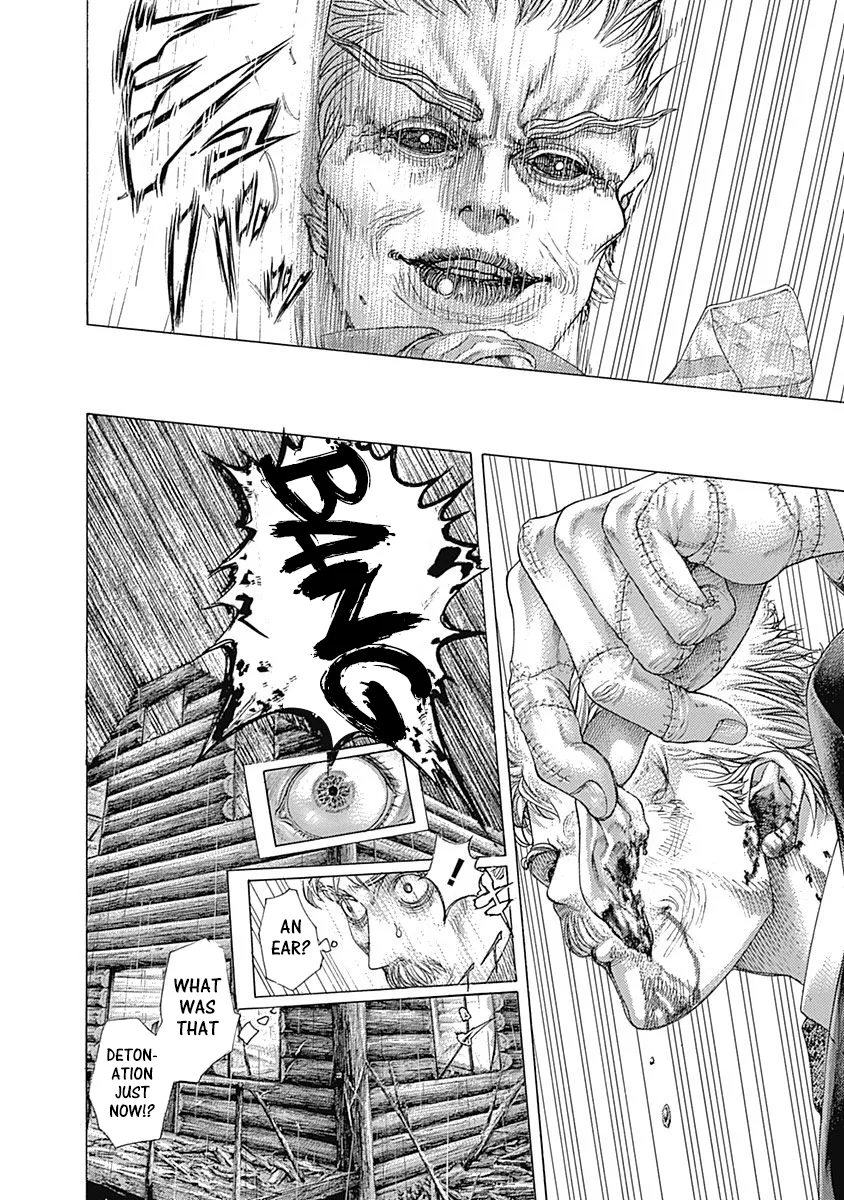 BANG
!
AN
EAR?
WHAT
WAS
THAT
DETON-
ATION
JUST
NOW!?